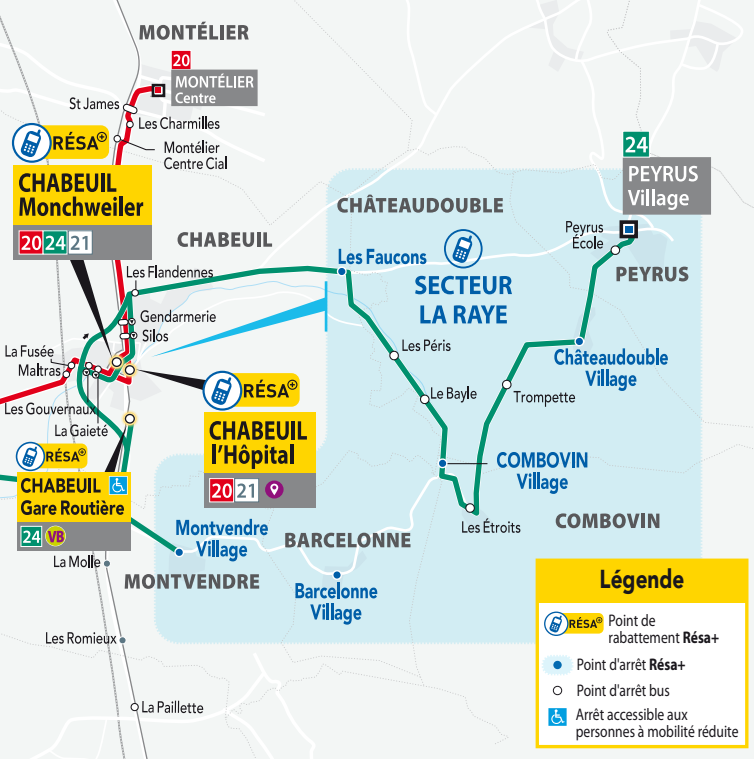 MONTÉLIER
20
MONTÉLIER
Centre
St James
Les Charmilles
Montélier
Centre Cial
RÉSA+
CHABEUIL
Monchweiler
20 24 21
CHABEUIL
Les Flandennes
Gendarmerie
Silos
La Fusée
Maltras
Les Gouvernaux
La Gaieté
RÉSA+
CHABEUIL
l'Hôpital
20 21
RÉSA+
CHABEUIL
Gare Routière
24 VB
La Molle
Les Romieux
La Paillette
24
PEYRUS
Village
CHÂTEAUDOUBLE
Les Faucons
SECTEUR
LA RAYE
Peyrus
École
PEYRUS
Les Péris
Châteaudouble
Village
Le Bayle
Trompette
COMBOVIN
Village
Les Étroits
COMBOVIN
Montvendre
Village
BARCELONNE
MONTVENDRE
Barcelonne
Village
Légende
RÉSA+
Point de
rabattement Résa+
Point d'arrêt Résa+
Point d'arrêt bus
Arrêt accessible aux
personnes à mobilité réduite